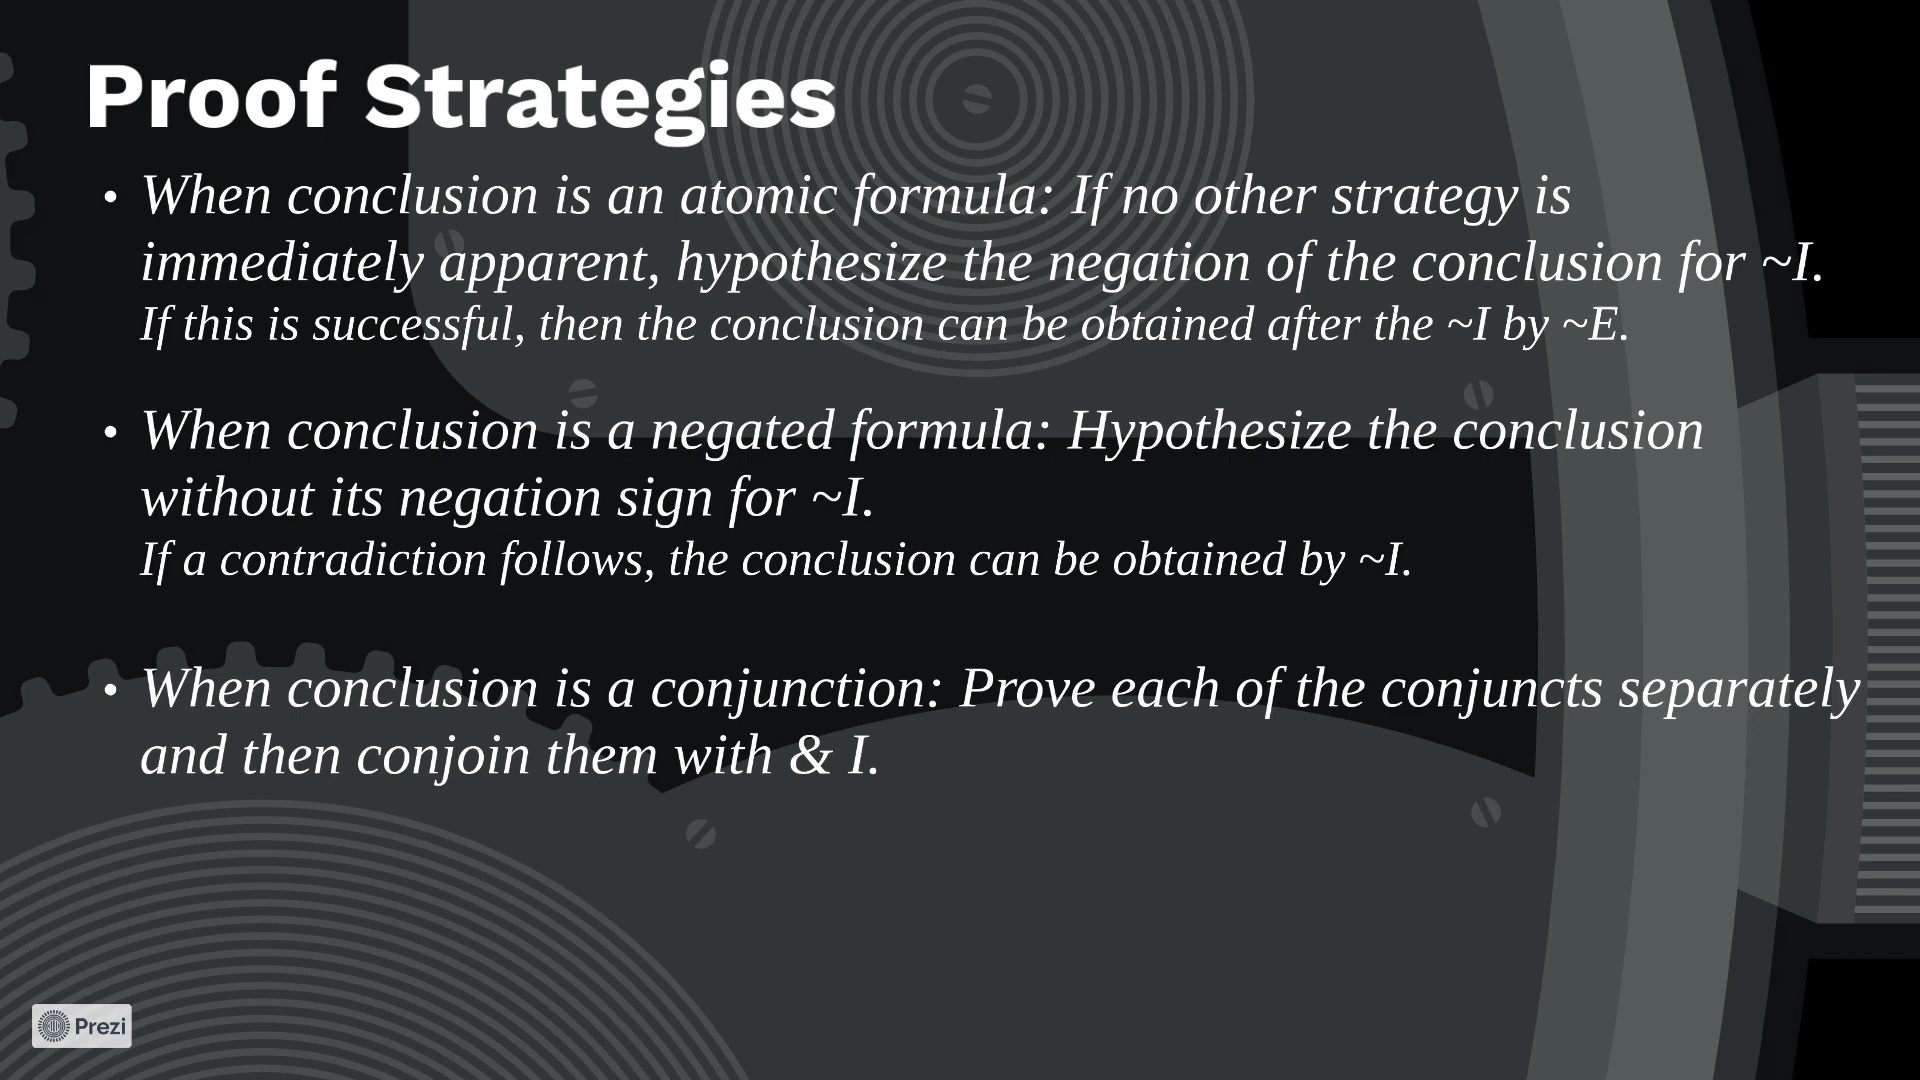 Proof Strategies
• When conclusion is an atomic formula: If no other strategy is
immediately apparent, hypothesize the negation of the conclusion for ~I.
If this is successful, then the conclusion can be obtained after the ~I by ~E.
• When conclusion is a negated formula: Hypothesize the conclusion
without its negation sign for ~I.
If a contradiction follows, the conclusion can be obtained by ~I.
• When conclusion is a conjunction: Prove each of the conjuncts separately
and then conjoin them with & I.
Prezi